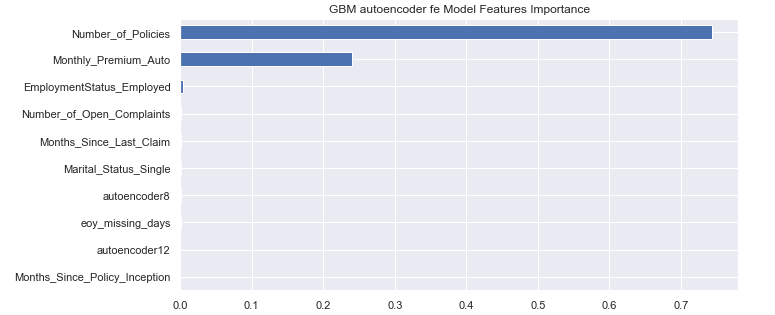 GBM autoencoder fe Model Features Importance
Number_of_Policies
Monthly_Premium_Auto
EmploymentStatus_Employed
Number_of_Open_Complaints
Months_Since_Last_Claim
Marital_Status_Single
autoencoder8
eoy_missing_days
autoencoder12
Months_Since_Policy_Inception
0.0 0.1 0.2 0.3 0.4 0.5 0.6 0.7